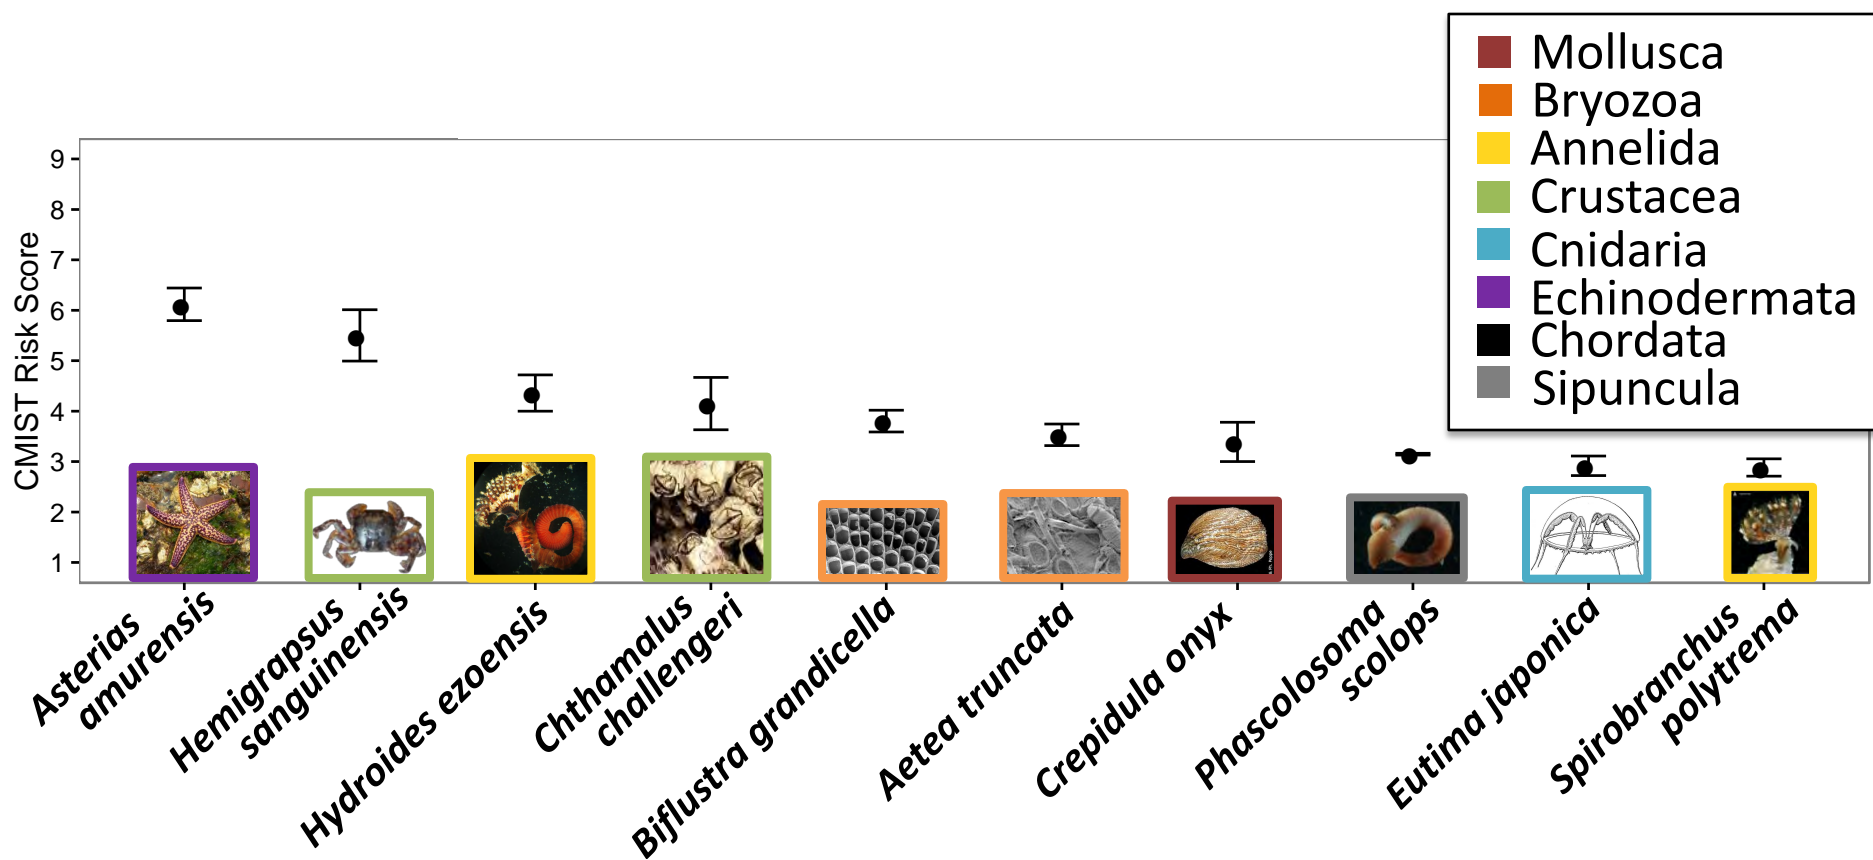 Mollusca
Bryozoa
Annelida
Crustacea
Cnidaria
Echinodermata
Chordata
Sipuncula
CMIST Risk Score
9
8
7
6
5
4
3
2
1
Asterias
amurensis
Hemigrapsus
sanguinensis
Hydroides ezoensis
Chthamalus
challengeri
Biflustra grandicella
Aetea truncata
Crepidula onyx
Phascolosoma
scolops
Eutima japonica
Spirobranchus
polytrema